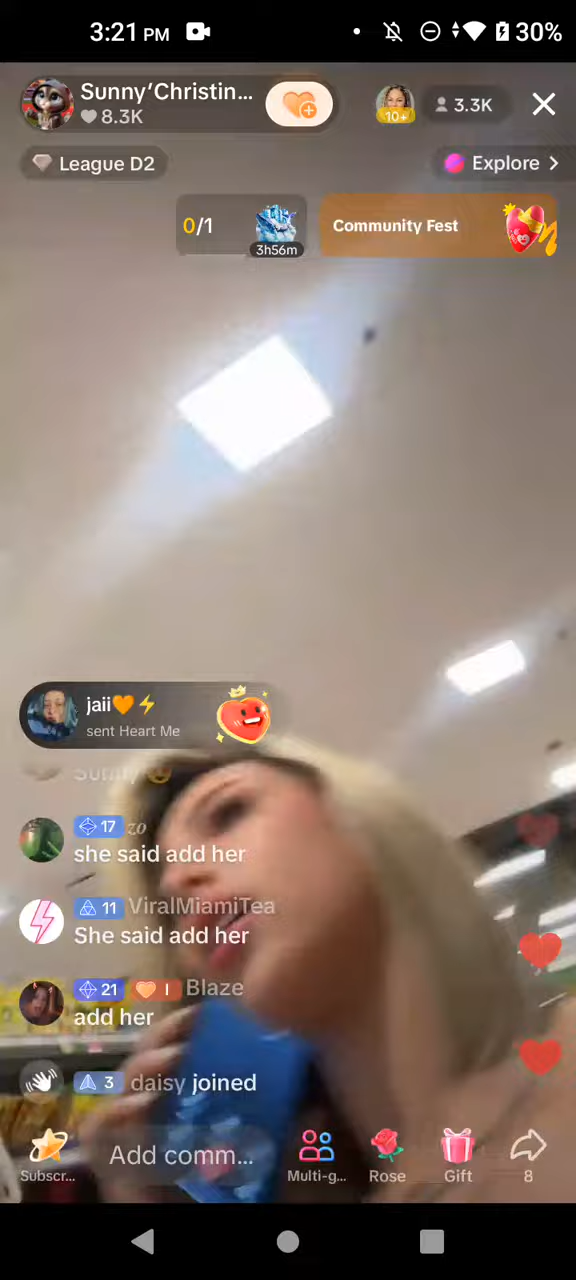 3:21 PM
30%
Sunny'Christin...
8.3K
10+
3.3K
League D2
Explore
0/1
3h56m
Community Fest
jaii🧡⚡
sent Heart Me
Sunny
17 zo
she said add her
11 ViralMiamiTea
She said add her
21 I Blaze
add her
3 daisy joined
Add comm...
Subscr...
Multi-g...
Rose
Gift
8